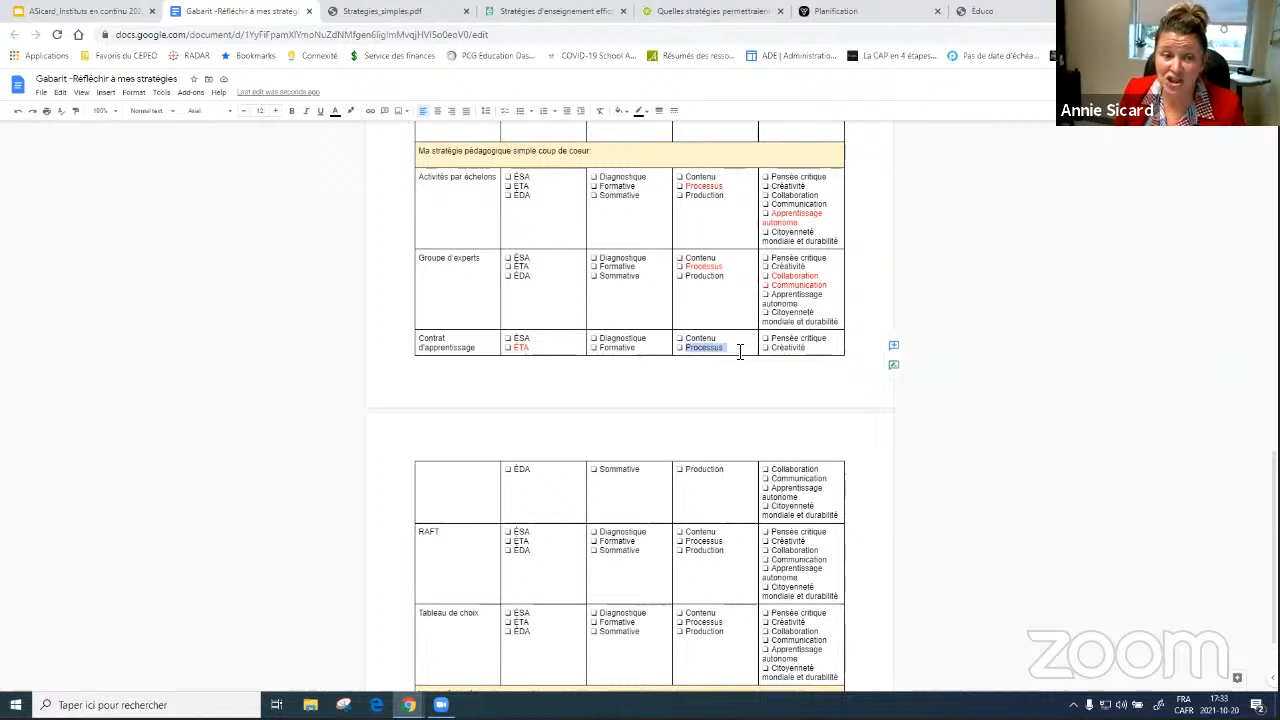 ASicard_Instituts en continu 202
Gabarit -Réfléchir à mes stratég
Strategies_simples.pdf
Stratégies d'enseignement effic
Quelles stratégies permettraient
Planification
Éduco
docs.google.com/document/
Applications
Favoris du CEPEO
RADAR
Bookmarks
Connexité
Service des finances
PGI Education Das...
COVID-19 School A...
Résumés des resso...
ADE | Administratio...
La CAP en 4 étapes...
Pas de date d'échéa...
Gabarit -Réfléchir à mes stratégies
File Edit View Insert Format Tools Add-ons Help Last edit was seconds ago
100% Normal text Arial 12
Annie Sicard
Ma stratégie pédagogique simple coup de coeur:
Activités par échelons
ÉSA
ÉTA
ÉDA
Diagnostique
Formative
Sommative
Contenu
Processus
Production
Pensée critique
Créativité
Collaboration
Communication
Apprentissage
autonome
Citoyenneté
mondiale et durabilité
Groupe d'experts
ÉSA
ÉTA
ÉDA
Diagnostique
Formative
Sommative
Contenu
Processus
Production
Pensée critique
Créativité
Collaboration
Communication
Apprentissage
autonome
Citoyenneté
mondiale et durabilité
Contrat
d'apprentissage
ÉSA
ÉTA
Diagnostique
Formative
Contenu
Processus
Pensée critique
Créativité
ÉDA
Sommative
Production
Collaboration
Communication
Apprentissage
autonome
Citoyenneté
mondiale et durabilité
RAFT
ÉSA
ÉTA
ÉDA
Diagnostique
Formative
Sommative
Contenu
Processus
Production
Pensée critique
Créativité
Collaboration
Communication
Apprentissage
autonome
Citoyenneté
mondiale et durabilité
Tableau de choix
ÉSA
ÉTA
ÉDA
Diagnostique
Formative
Sommative
Contenu
Processus
Production
Pensée critique
Créativité
Collaboration
Communication
Apprentissage
autonome
Citoyenneté
mondiale et durabilité
zoom
Taper ici pour rechercher
FRA
CAFR
17:33
2021-10-20